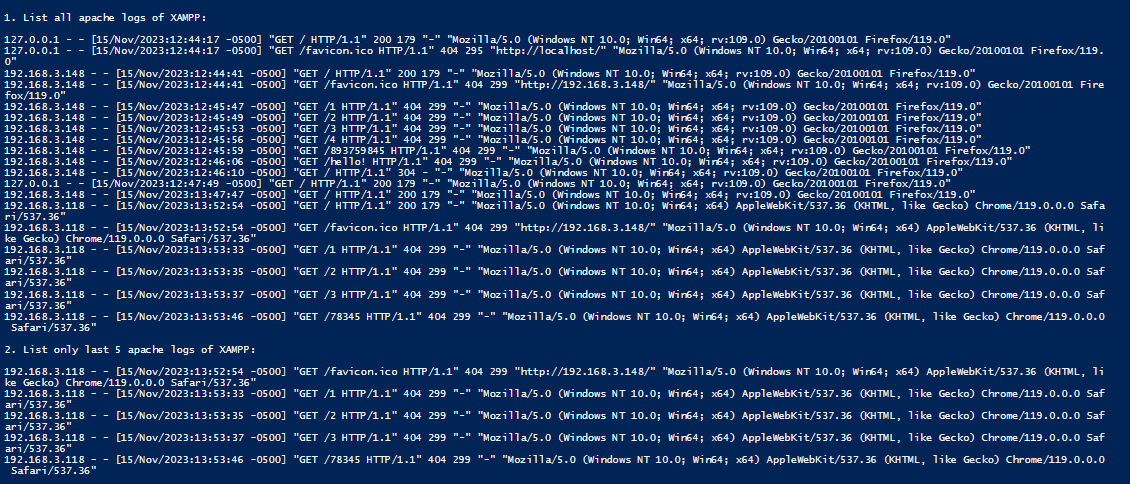 1. List all apache logs of XAMPP:
127.0.0.1 - - [15/Nov/2023:12:44:17 -0500] "GET / HTTP/1.1" 200 179 "-" "Mozilla/5.0 (Windows NT 10.0; Win64; x64; rv:109.0) Gecko/20100101 Firefox/119.0"
127.0.0.1 - - [15/Nov/2023:12:44:17 -0500] "GET /favicon.ico HTTP/1.1" 404 295 "http://localhost/" "Mozilla/5.0 (Windows NT 10.0; Win64; x64; rv:109.0) Gecko/20100101 Firefox/119.
0"
192.168.3.148 - - [15/Nov/2023:12:44:41 -0500] "GET / HTTP/1.1" 200 179 "-" "Mozilla/5.0 (Windows NT 10.0; Win64; x64; rv:109.0) Gecko/20100101 Firefox/119.0"
192.168.3.148 - - [15/Nov/2023:12:44:41 -0500] "GET /favicon.ico HTTP/1.1" 404 299 "http://192.168.3.148/" "Mozilla/5.0 (Windows NT 10.0; Win64; x64; rv:109.0) Gecko/20100101 Fire
fox/119.0"
192.168.3.148 - - [15/Nov/2023:12:45:47 -0500] "GET /1 HTTP/1.1" 404 299 "-" "Mozilla/5.0 (Windows NT 10.0; Win64; x64; rv:109.0) Gecko/20100101 Firefox/119.0"
192.168.3.148 - - [15/Nov/2023:12:45:49 -0500] "GET /2 HTTP/1.1" 404 299 "-" "Mozilla/5.0 (Windows NT 10.0; Win64; x64; rv:109.0) Gecko/20100101 Firefox/119.0"
192.168.3.148 - - [15/Nov/2023:12:45:53 -0500] "GET /3 HTTP/1.1" 404 299 "-" "Mozilla/5.0 (Windows NT 10.0; Win64; x64; rv:109.0) Gecko/20100101 Firefox/119.0"
192.168.3.148 - - [15/Nov/2023:12:45:56 -0500] "GET /4 HTTP/1.1" 404 299 "-" "Mozilla/5.0 (Windows NT 10.0; Win64; x64; rv:109.0) Gecko/20100101 Firefox/119.0"
192.168.3.148 - - [15/Nov/2023:12:45:59 -0500] "GET /893759845 HTTP/1.1" 404 299 "-" "Mozilla/5.0 (Windows NT 10.0; Win64; x64; rv:109.0) Gecko/20100101 Firefox/119.0"
192.168.3.148 - - [15/Nov/2023:12:46:06 -0500] "GET /hello! HTTP/1.1" 404 299 "-" "Mozilla/5.0 (Windows NT 10.0; Win64; x64; rv:109.0) Gecko/20100101 Firefox/119.0"
192.168.3.148 - - [15/Nov/2023:12:46:10 -0500] "GET / HTTP/1.1" 304 - "-" "Mozilla/5.0 (Windows NT 10.0; Win64; x64; rv:109.0) Gecko/20100101 Firefox/119.0"
127.0.0.1 - - [15/Nov/2023:12:47:49 -0500] "GET / HTTP/1.1" 200 179 "-" "Mozilla/5.0 (Windows NT 10.0; Win64; x64; rv:109.0) Gecko/20100101 Firefox/119.0"
192.168.3.148 - - [15/Nov/2023:13:47:47 -0500] "GET / HTTP/1.1" 200 179 "-" "Mozilla/5.0 (Windows NT 10.0; Win64; x64; rv:109.0) Gecko/20100101 Firefox/119.0"
192.168.3.118 - - [15/Nov/2023:13:52:54 -0500] "GET / HTTP/1.1" 200 179 "-" "Mozilla/5.0 (Windows NT 10.0; Win64; x64) AppleWebKit/537.36 (KHTML, like Gecko) Chrome/119.0.0.0 Safa
ri/537.36"
192.168.3.118 - - [15/Nov/2023:13:52:54 -0500] "GET /favicon.ico HTTP/1.1" 404 299 "http://192.168.3.148/" "Mozilla/5.0 (Windows NT 10.0; Win64; x64) AppleWebKit/537.36 (KHTML, li
ke Gecko) Chrome/119.0.0.0 Safari/537.36"
192.168.3.118 - - [15/Nov/2023:13:53:33 -0500] "GET /1 HTTP/1.1" 404 299 "-" "Mozilla/5.0 (Windows NT 10.0; Win64; x64) AppleWebKit/537.36 (KHTML, like Gecko) Chrome/119.0.0.0 Saf
ari/537.36"
192.168.3.118 - - [15/Nov/2023:13:53:35 -0500] "GET /2 HTTP/1.1" 404 299 "-" "Mozilla/5.0 (Windows NT 10.0; Win64; x64) AppleWebKit/537.36 (KHTML, like Gecko) Chrome/119.0.0.0 Saf
ari/537.36"
192.168.3.118 - - [15/Nov/2023:13:53:37 -0500] "GET /3 HTTP/1.1" 404 299 "-" "Mozilla/5.0 (Windows NT 10.0; Win64; x64) AppleWebKit/537.36 (KHTML, like Gecko) Chrome/119.0.0.0 Saf
ari/537.36"
192.168.3.118 - - [15/Nov/2023:13:53:46 -0500] "GET /78345 HTTP/1.1" 404 299 "-" "Mozilla/5.0 (Windows NT 10.0; Win64; x64) AppleWebKit/537.36 (KHTML, like Gecko) Chrome/119.0.0.0
 Safari/537.36"
2. List only last 5 apache logs of XAMPP:
192.168.3.118 - - [15/Nov/2023:13:52:54 -0500] "GET /favicon.ico HTTP/1.1" 404 299 "http://192.168.3.148/" "Mozilla/5.0 (Windows NT 10.0; Win64; x64) AppleWebKit/537.36 (KHTML, li
ke Gecko) Chrome/119.0.0.0 Safari/537.36"
192.168.3.118 - - [15/Nov/2023:13:53:33 -0500] "GET /1 HTTP/1.1" 404 299 "-" "Mozilla/5.0 (Windows NT 10.0; Win64; x64) AppleWebKit/537.36 (KHTML, like Gecko) Chrome/119.0.0.0 Saf
ari/537.36"
192.168.3.118 - - [15/Nov/2023:13:53:35 -0500] "GET /2 HTTP/1.1" 404 299 "-" "Mozilla/5.0 (Windows NT 10.0; Win64; x64) AppleWebKit/537.36 (KHTML, like Gecko) Chrome/119.0.0.0 Saf
ari/537.36"
192.168.3.118 - - [15/Nov/2023:13:53:37 -0500] "GET /3 HTTP/1.1" 404 299 "-" "Mozilla/5.0 (Windows NT 10.0; Win64; x64) AppleWebKit/537.36 (KHTML, like Gecko) Chrome/119.0.0.0 Saf
ari/537.36"
192.168.3.118 - - [15/Nov/2023:13:53:46 -0500] "GET /78345 HTTP/1.1" 404 299 "-" "Mozilla/5.0 (Windows NT 10.0; Win64; x64) AppleWebKit/537.36 (KHTML, like Gecko) Chrome/119.0.0.0
 Safari/537.36"